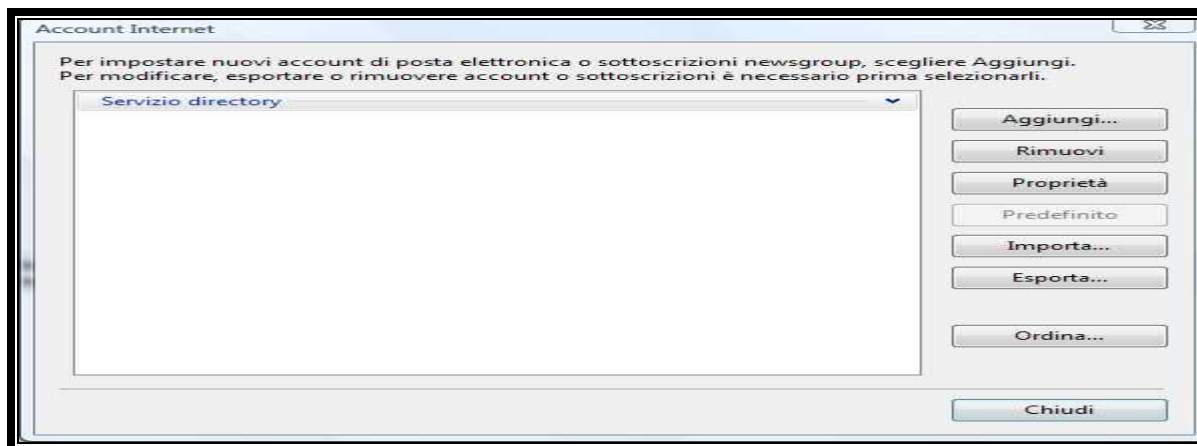 Account Internet
Per impostare nuovi account di posta elettronica o sottoscrizioni newsgroup, scegliere Aggiungi.
Per modificare, esportare o rimuovere account o sottoscrizioni è necessario prima selezionarli.
Servizio directory
Aggiungi...
Rimuovi
Proprietà
Predefinito
Importa...
Esporta...
Ordina...
Chiudi